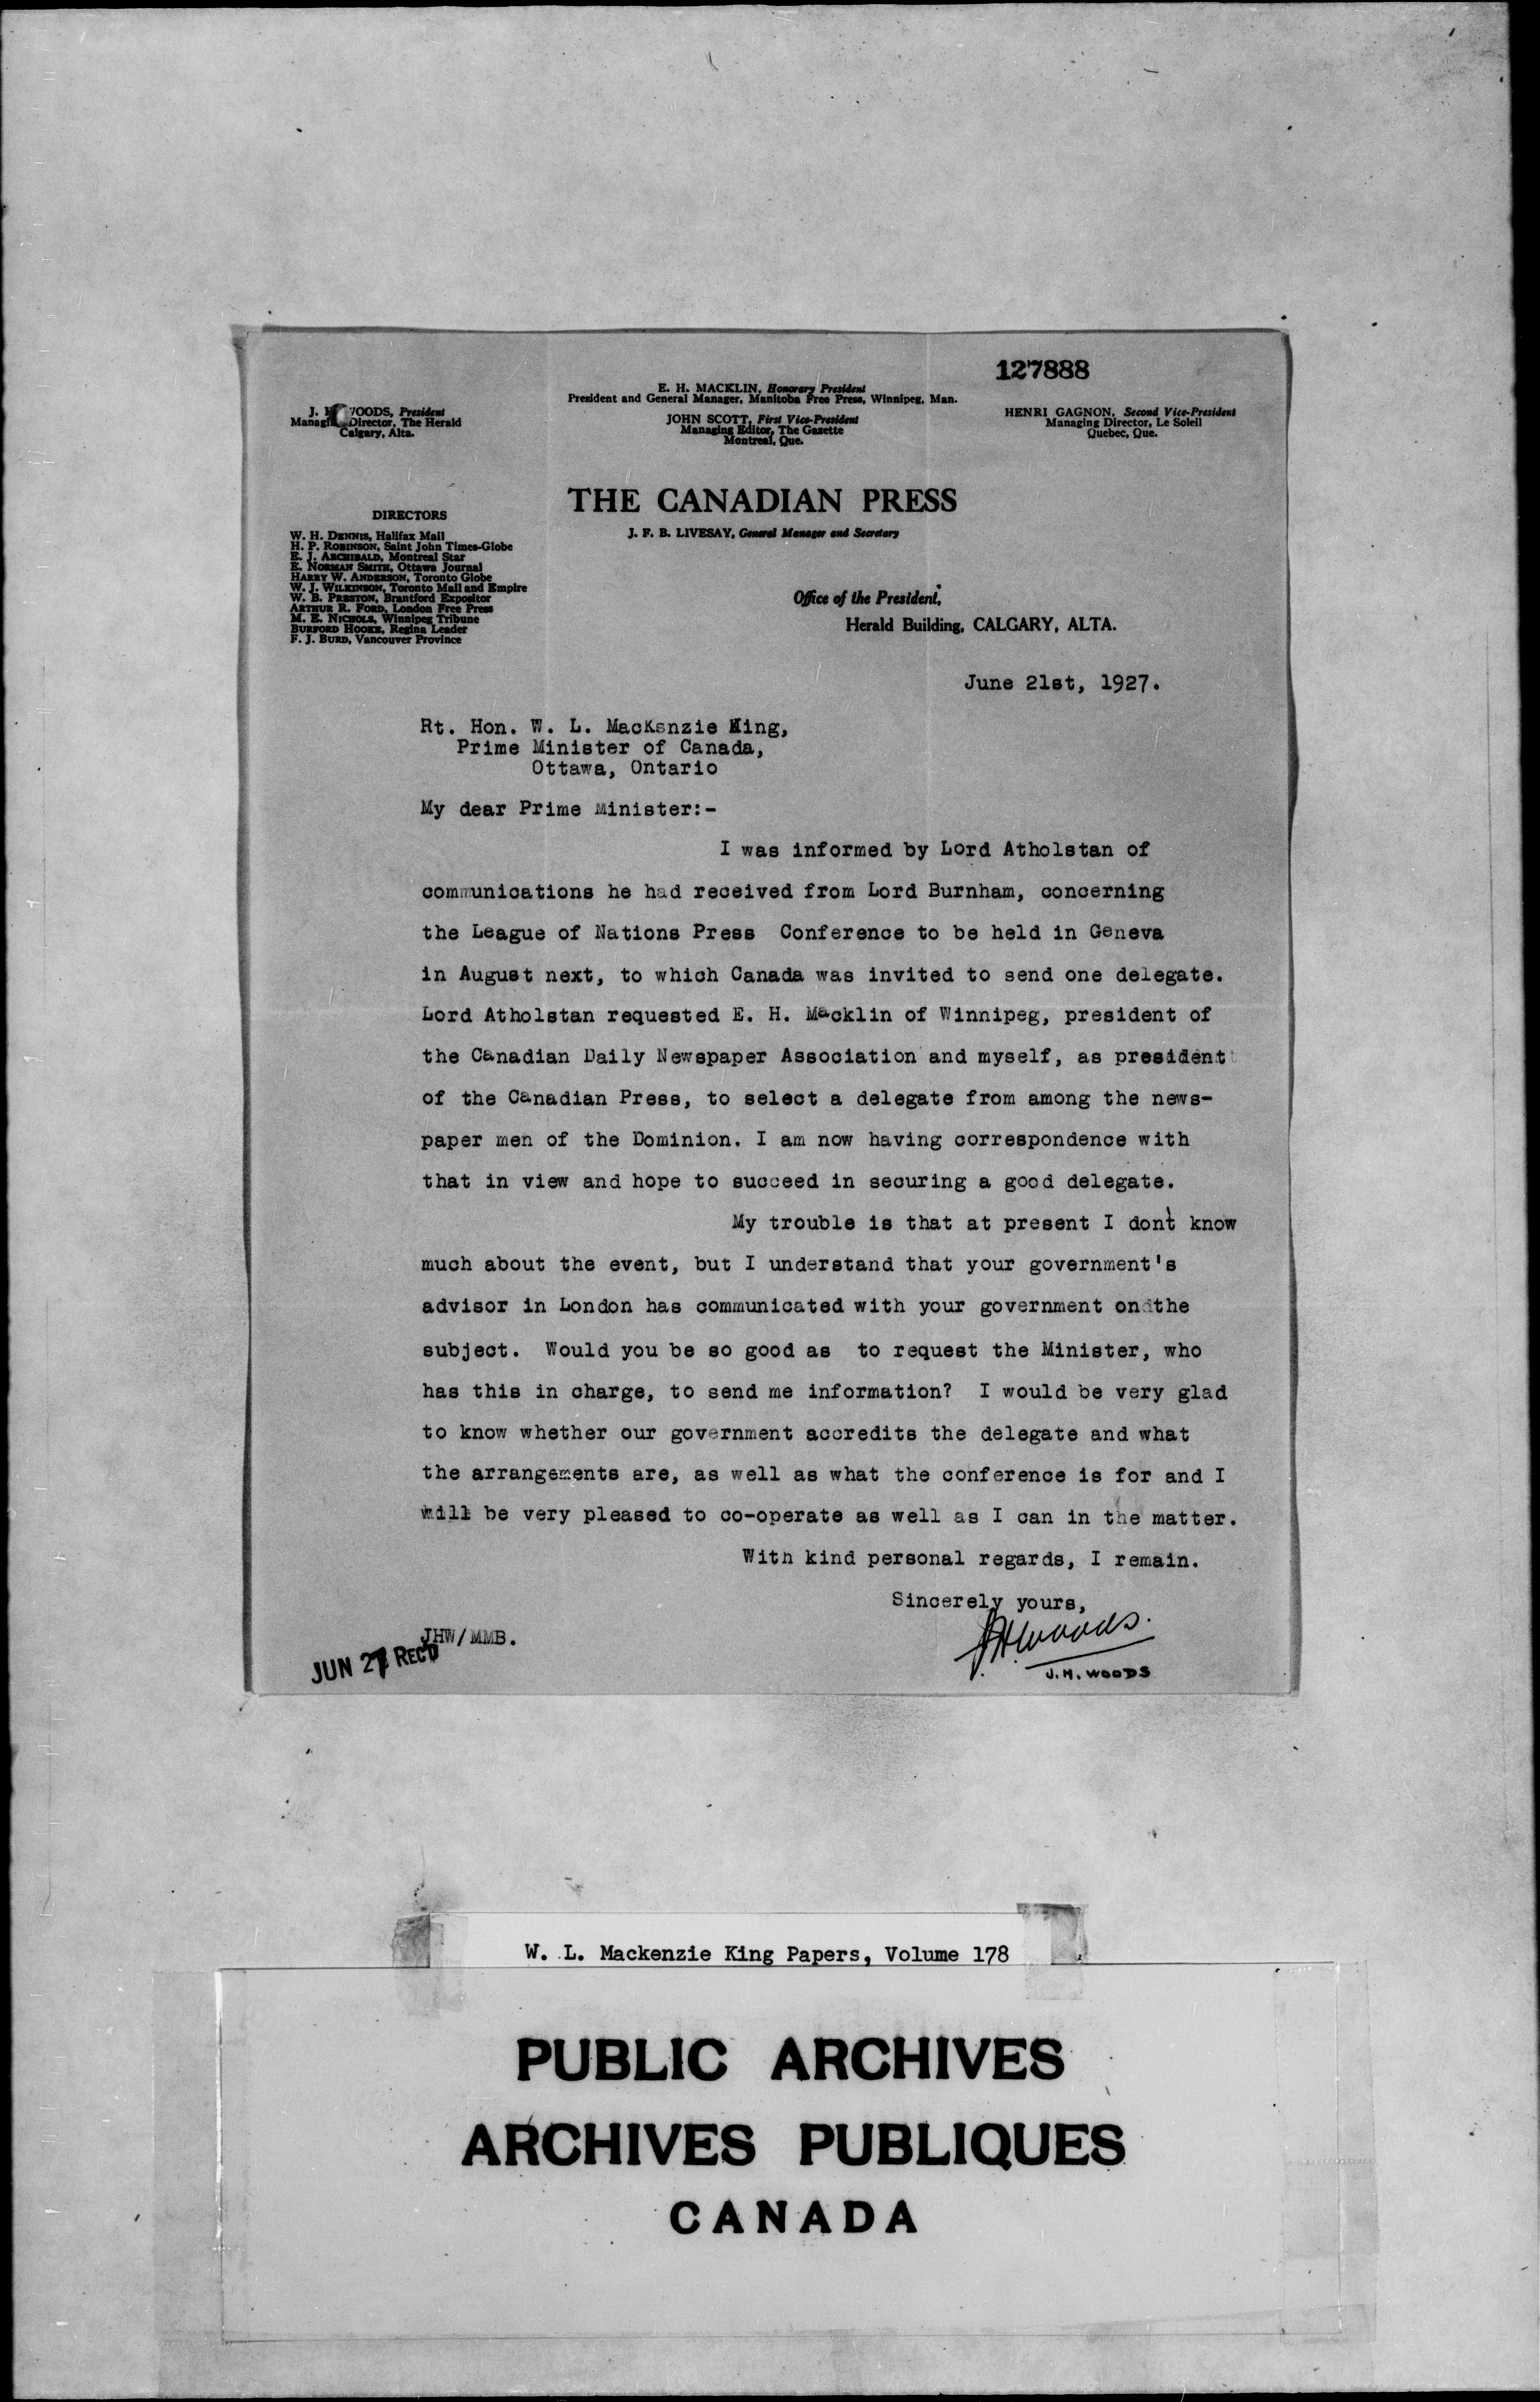 127888
E. H. MACKLIN, Honorary President
President and General Manager, Manitoba Free Press, Winnipeg, Man.
J. H WOODS, President
Managing Director, The Herald
Calgary, Alta.
JOHN SCOTT, First Vice-President
Managing Editor, The Gazette
Montreal, Que.
HENRI GAGNON, Second Vice-President
Managing Director, Le Soleil
Quebec, Que.
THE CANADIAN PRESS
J. F. B. LIVESAY, General Manager and Secretary
DIRECTORS
W. H. DENNIS, Halifax Mail
H. P. ROBINSON, Saint John Times-Globe
E. J. ARCHIBALD, Montreal Star
E. NORMAN SMITH, Ottawa Journal
HARRY W. ANDERSON, Toronto Globe
W. J. WILKINSON, Toronto Mail and Empire
W. B. PRESTON, Brantford Expositor
ARTHUR R. FORD, London Free Press
M. E. NICHOLS, Winnipeg Tribune
BURFORD HOOKE, Regina Leader
F. J. BURD, Vancouver Province
Office of the President,
Herald Building, CALGARY, ALTA.
June 21st, 1927.
Rt. Hon. W. L. MacKenzie King,
Prime Minister of Canada,
Ottawa, Ontario
My dear Prime Minister:-
I was informed by Lord Atholstan of
communications he had received from Lord Burnham, concerning
the League of Nations Press Conference to be held in Geneva
in August next, to which Canada was invited to send one delegate.
Lord Atholstan requested E. H. Macklin of Winnipeg, president of
the Canadian Daily Newspaper Association and myself, as president
of the Canadian Press, to select a delegate from among the news-
paper men of the Dominion. I am now having correspondence with
that in view and hope to succeed in securing a good delegate.
My trouble is that at present I don't know
much about the event, but I understand that your government's
advisor in London has communicated with your government on the
subject. Would you be so good as to request the Minister, who
has this in charge, to send me information? I would be very glad
to know whether our government accredits the delegate and what
the arrangements are, as well as what the conference is for and I
will be very pleased to co-operate as well as I can in the matter.
With kind personal regards, I remain.
Sincerely yours,
JHWoods.
J. H. WOODS
JHW/MMB.
JUN 27 REC'D
W. L. Mackenzie King Papers, Volume 178
PUBLIC ARCHIVES
ARCHIVES PUBLIQUES
CANADA